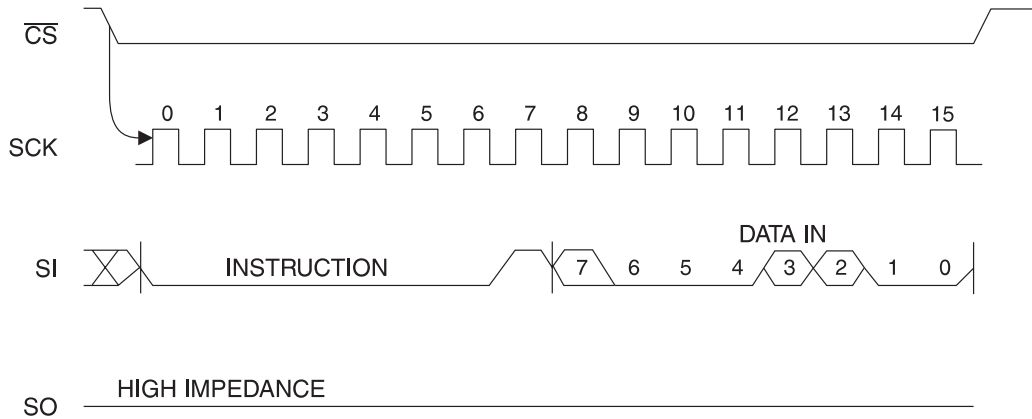 CS
0 1 2 3 4 5 6 7 8 9 10 11 12 13 14 15
SCK
DATA IN
SI INSTRUCTION 7 6 5 4 3 2 1 0
HIGH IMPEDANCE
SO